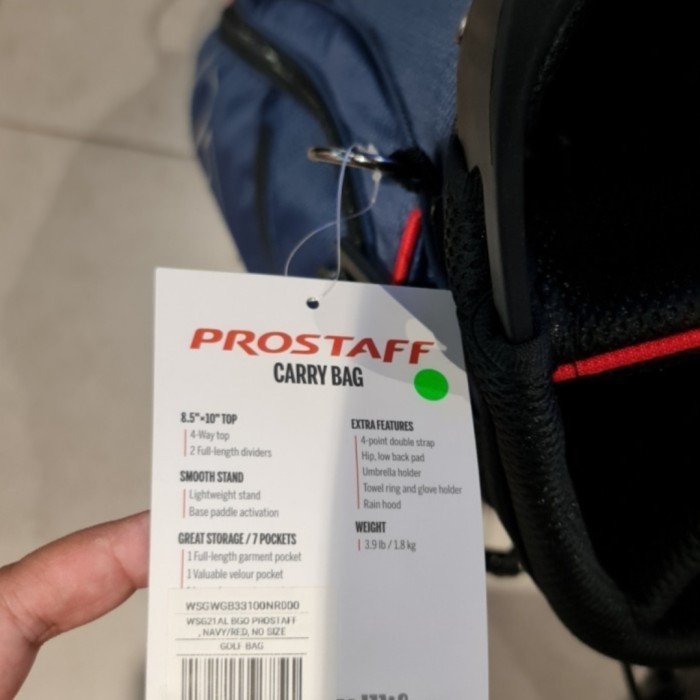 PROSTAFF
CARRY BAG
8.5"×10" TOP
4-Way top
2 Full-length dividers
SMOOTH STAND
Lightweight stand
Base paddle activation
GREAT STORAGE / 7 POCKETS
1 Full-length garment pocket
1 Valuable velour pocket
EXTRA FEATURES
4-point double strap
Hip, low back pad
Umbrella holder
Towel ring and glove holder
Rain hood
WEIGHT
3.9 lb / 1.8 kg
WSGWGB33100NR000
WSG21AL BGO PROSTAFF
, NAVY/RED, NO SIZE
GOLF BAG